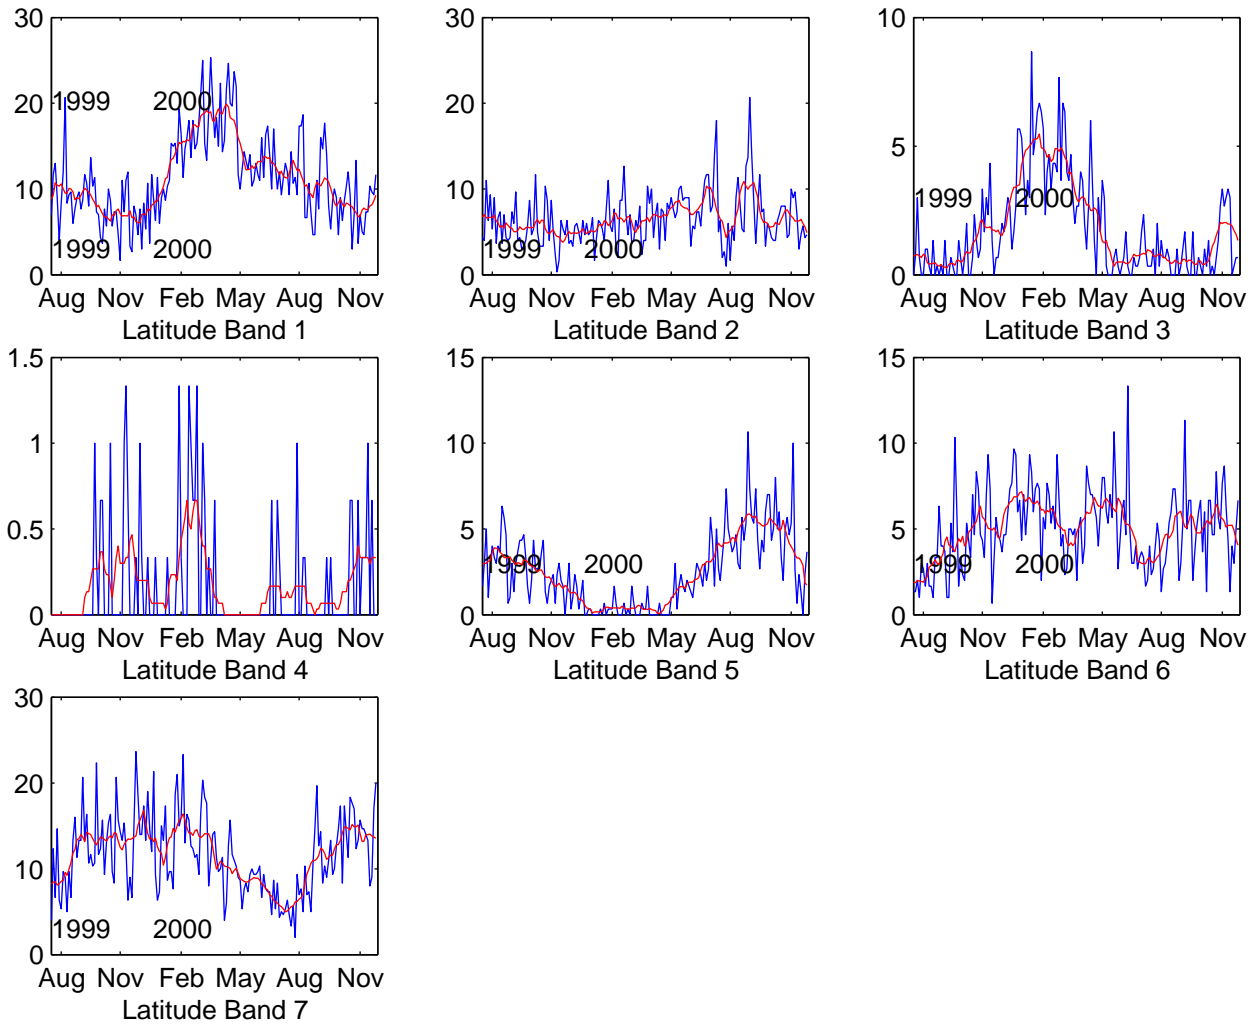 30
20
10
0
1999 2000
1999 2000
Aug Nov Feb May Aug Nov
Latitude Band 1
30
20
10
0
1999 2000
Aug Nov Feb May Aug Nov
Latitude Band 2
10
5
0
1999 2000
Aug Nov Feb May Aug Nov
Latitude Band 3
1.5
1
0.5
0
Aug Nov Feb May Aug Nov
Latitude Band 4
15
10
5
0
1999 2000
Aug Nov Feb May Aug Nov
Latitude Band 5
15
10
5
0
1999 2000
Aug Nov Feb May Aug Nov
Latitude Band 6
30
20
10
0
1999 2000
Aug Nov Feb May Aug Nov
Latitude Band 7